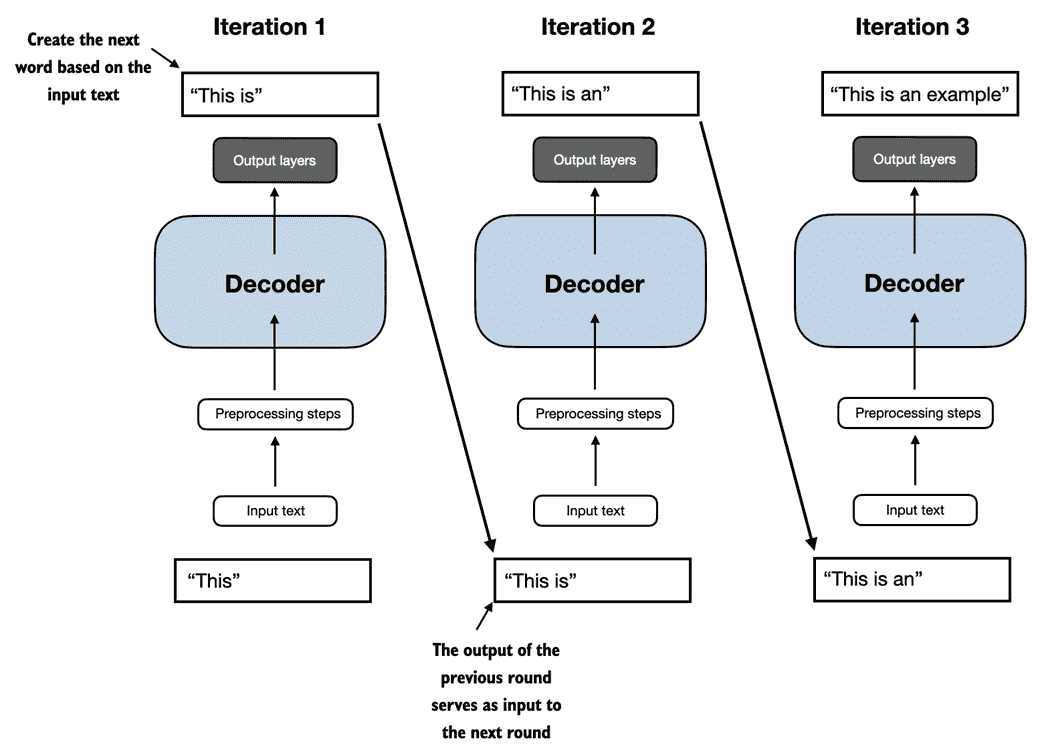 Iteration 1
Iteration 2
Iteration 3
Create the next
word based on the
input text
“This is”
“This is an”
“This is an example”
Output layers
Output layers
Output layers
Decoder
Decoder
Decoder
Preprocessing steps
Preprocessing steps
Preprocessing steps
Input text
Input text
Input text
“This”
“This is”
“This is an”
The output of the
previous round
serves as input to
the next round